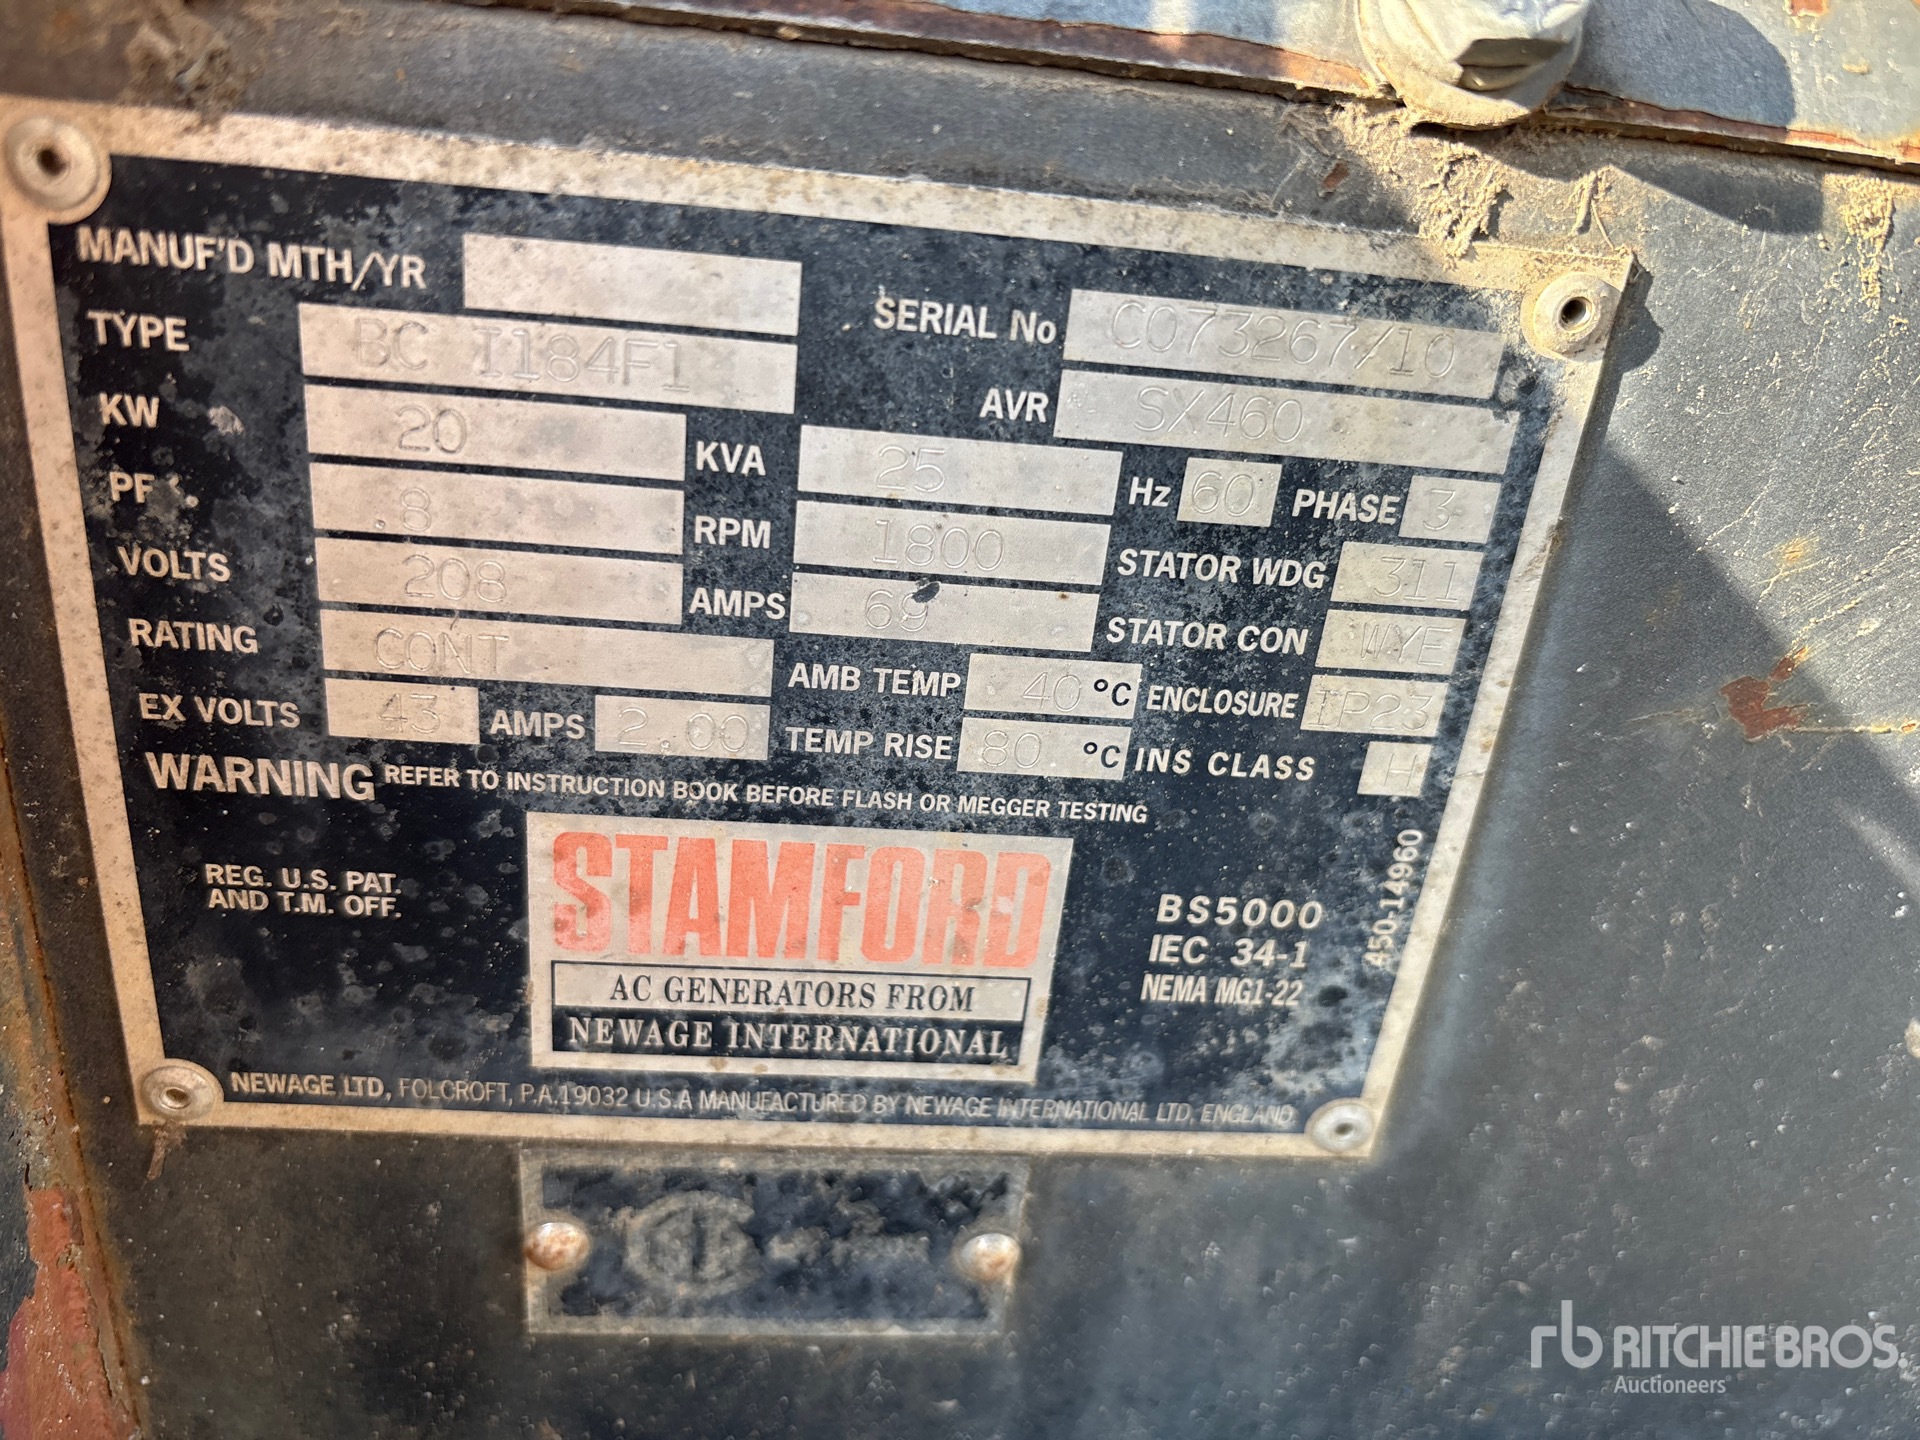 MANUF'D MTH/YR
TYPE BC I184F1 SERIAL No C073267/10
KW 20 KVA 25 AVR SX460
PF .8 RPM 1800 Hz 60 PHASE 3
VOLTS 208 AMPS 69 STATOR WDG 311
RATING CONT STATOR CON WYE
AMB TEMP 40 °C ENCLOSURE IP23
EX VOLTS 43 AMPS 2.00 TEMP RISE 80 °C INS CLASS H
WARNING REFER TO INSTRUCTION BOOK BEFORE FLASH OR MEGGER TESTING
REG. U.S. PAT.
AND T.M. OFF.
STAMFORD
AC GENERATORS FROM
NEWAGE INTERNATIONAL
BS5000
IEC 34-1
NEMA MG1-22
450-14960
NEWAGE LTD, FOLCROFT, P.A.19032 U.S.A MANUFACTURED BY NEWAGE INTERNATIONAL LTD, ENGLAND
rb RITCHIE BROS.
Auctioneers